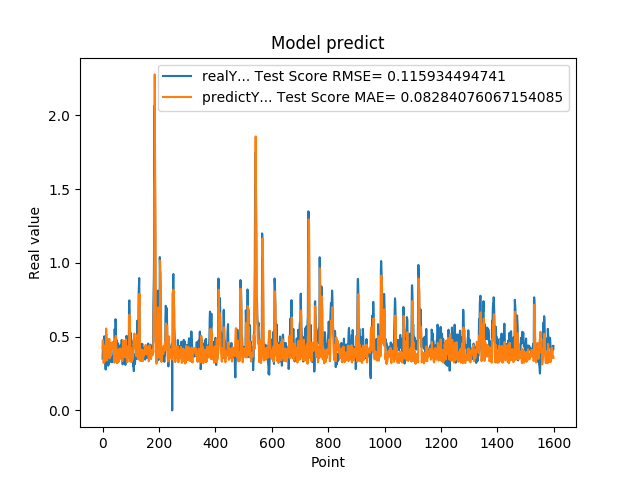 Model predict
realY... Test Score RMSE= 0.115934494741
predictY... Test Score MAE= 0.08284076067154085
2.0
1.5
1.0
0.5
0.0
Real value
0 200 400 600 800 1000 1200 1400 1600
Point